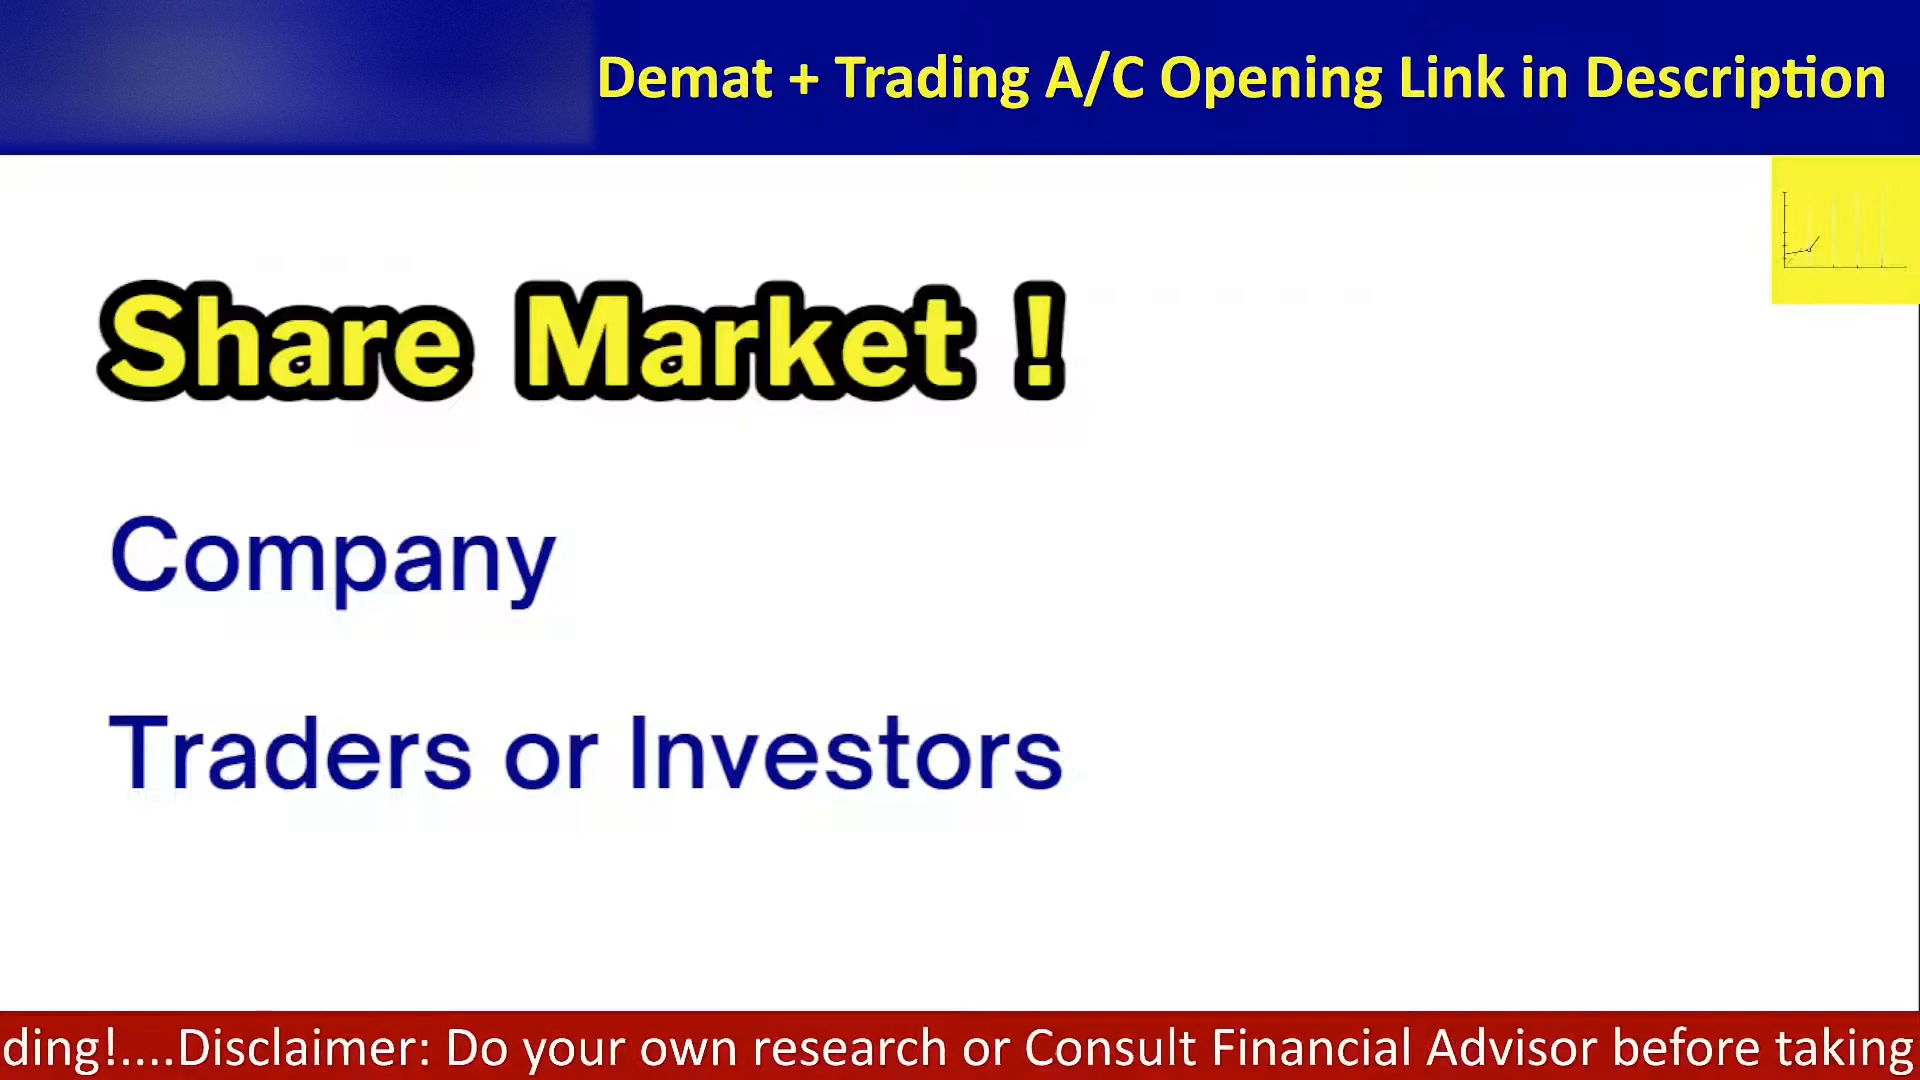 Demat + Trading A/C Opening Link in Description
Share Market !
Company
Traders or Investors
ding!....Disclaimer: Do your own research or Consult Financial Advisor before taking